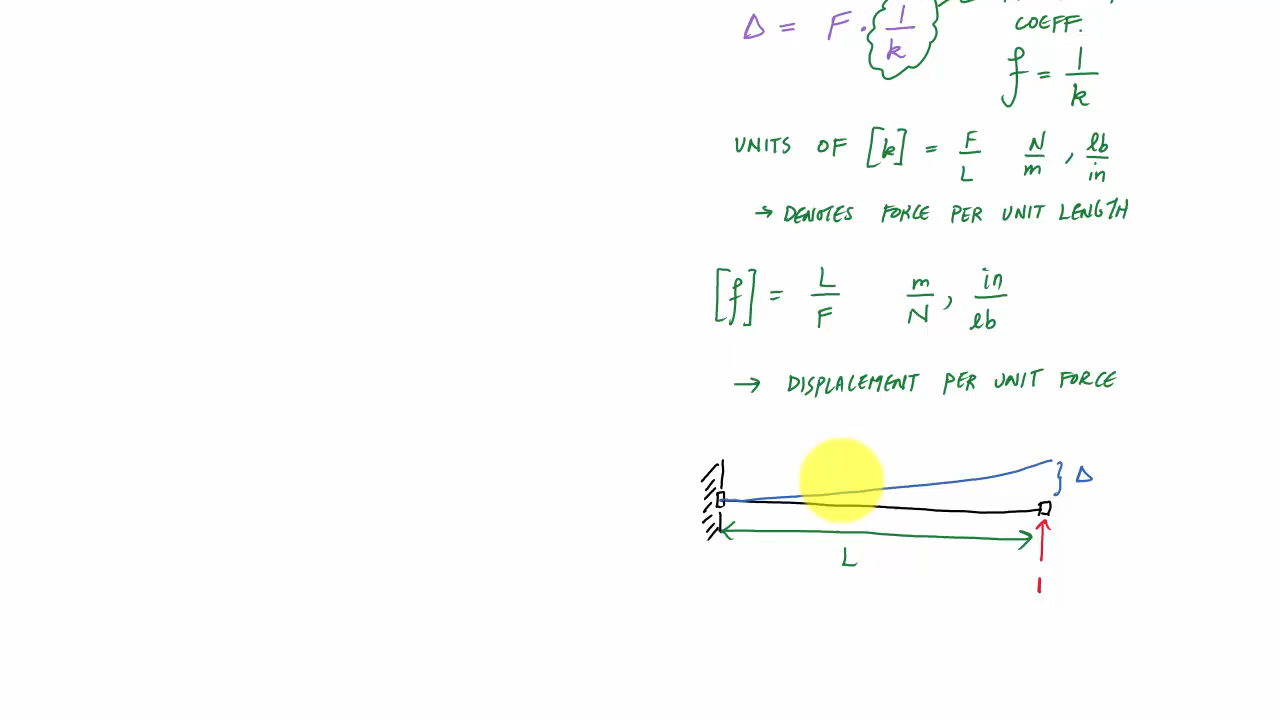 Δ = F · 1/k
COEFF.
f = 1/k
UNITS OF [k] = F/L N/m, lb/in
→ DENOTES FORCE PER UNIT LENGTH
[f] = L/F m/N, in/lb
→ DISPLACEMENT PER UNIT FORCE
Δ
L
1